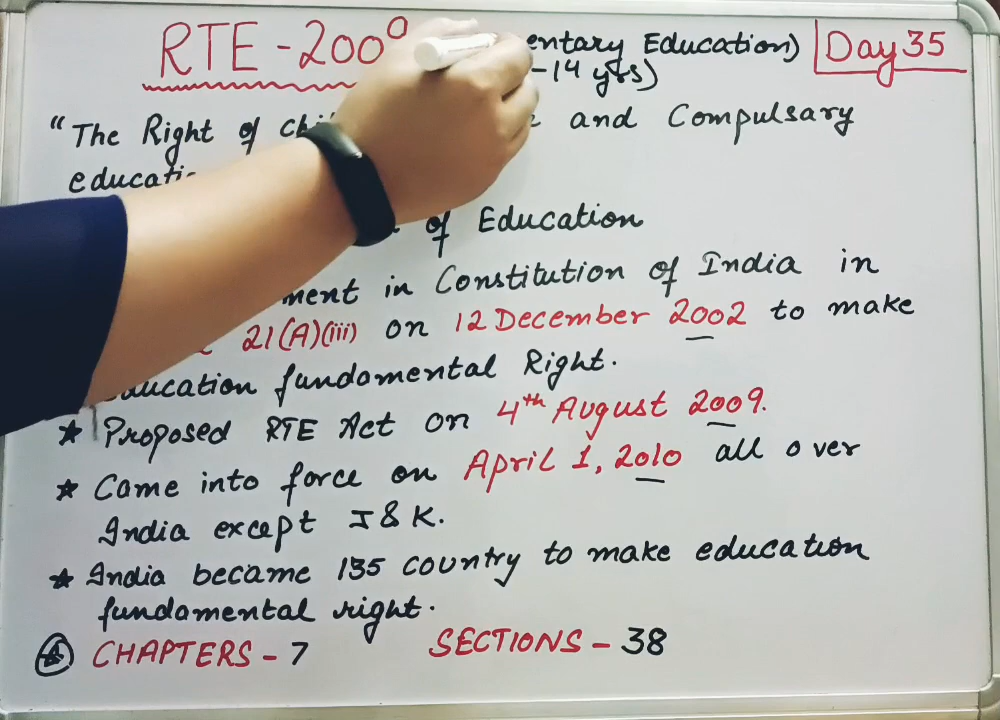 RTE - 200 entary Education) Day 35
-14 yrs)
"The Right of and Compulsary
of Education
ment in Constitution of India in
21(A)(iii) on 12 December 2002 to make
ducation fundamental Right.
★ Proposed RTE Act on 4th August 2009.
★ Came into force on April 1, 2010 all over
India except J & K.
★ India became 135 country to make education
fundamental right.
★ CHAPTERS - 7 SECTIONS - 38